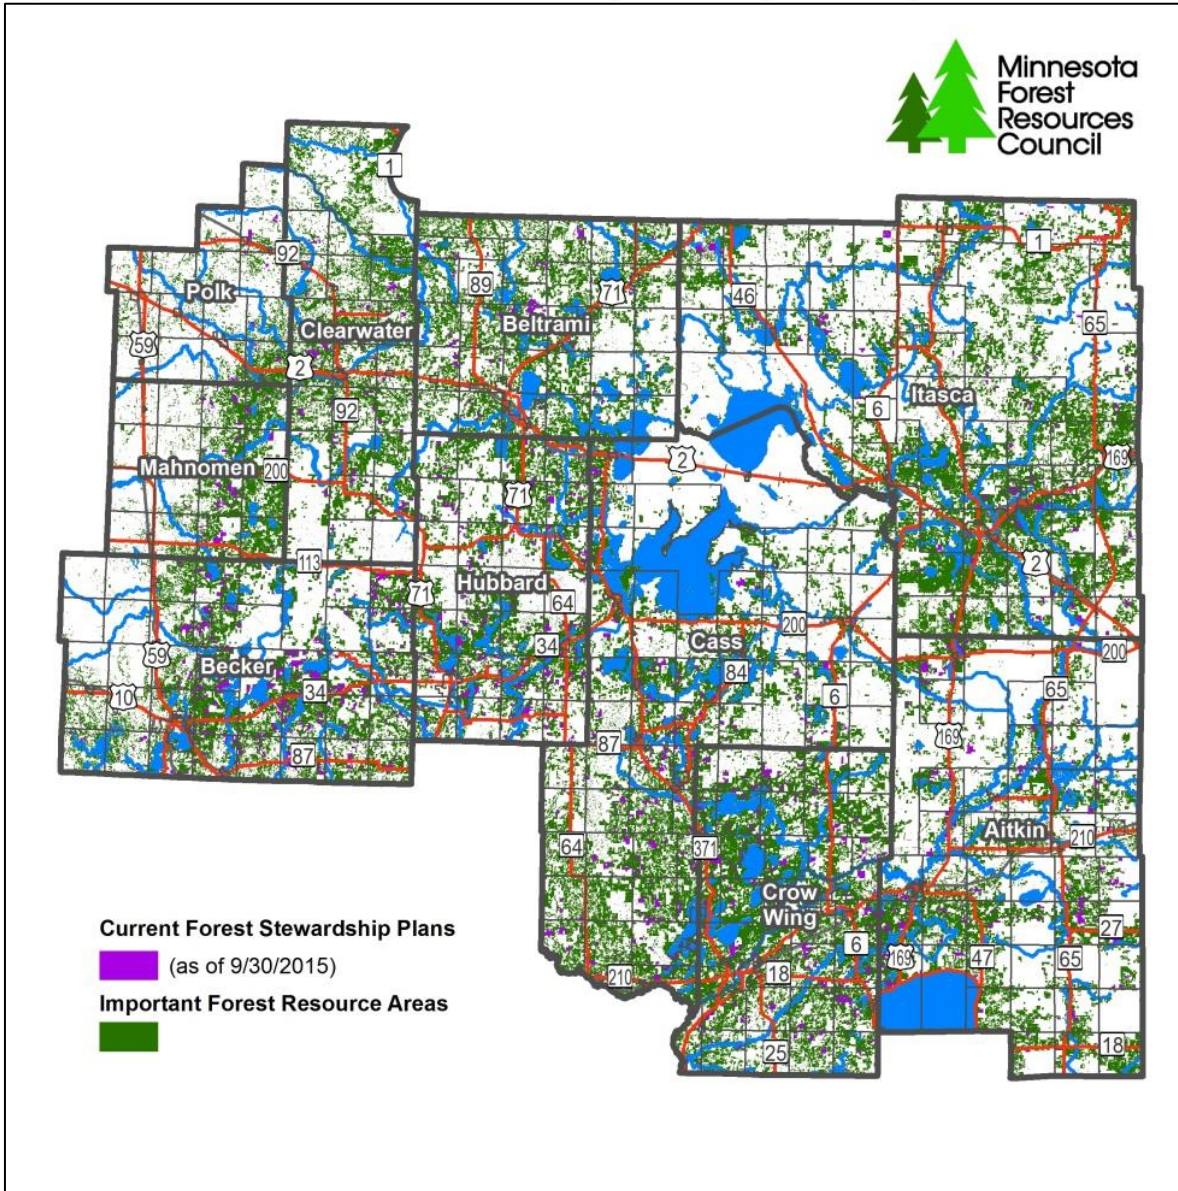 Minnesota
Forest
Resources
Council
1
1
92
Polk
89
71
46
Clearwater
Beltrami
65
59
2
Itasca
92
6
Mahnomen
200
2
169
71
113
2
71
Hubbard
64
200
Cass
34
200
59
Becker
84
65
10
34
6
169
87
87
Aitkin
210
64
371
Crow
Wing
27
6
169
47
65
210
18
25
18
Current Forest Stewardship Plans
(as of 9/30/2015)
Important Forest Resource Areas